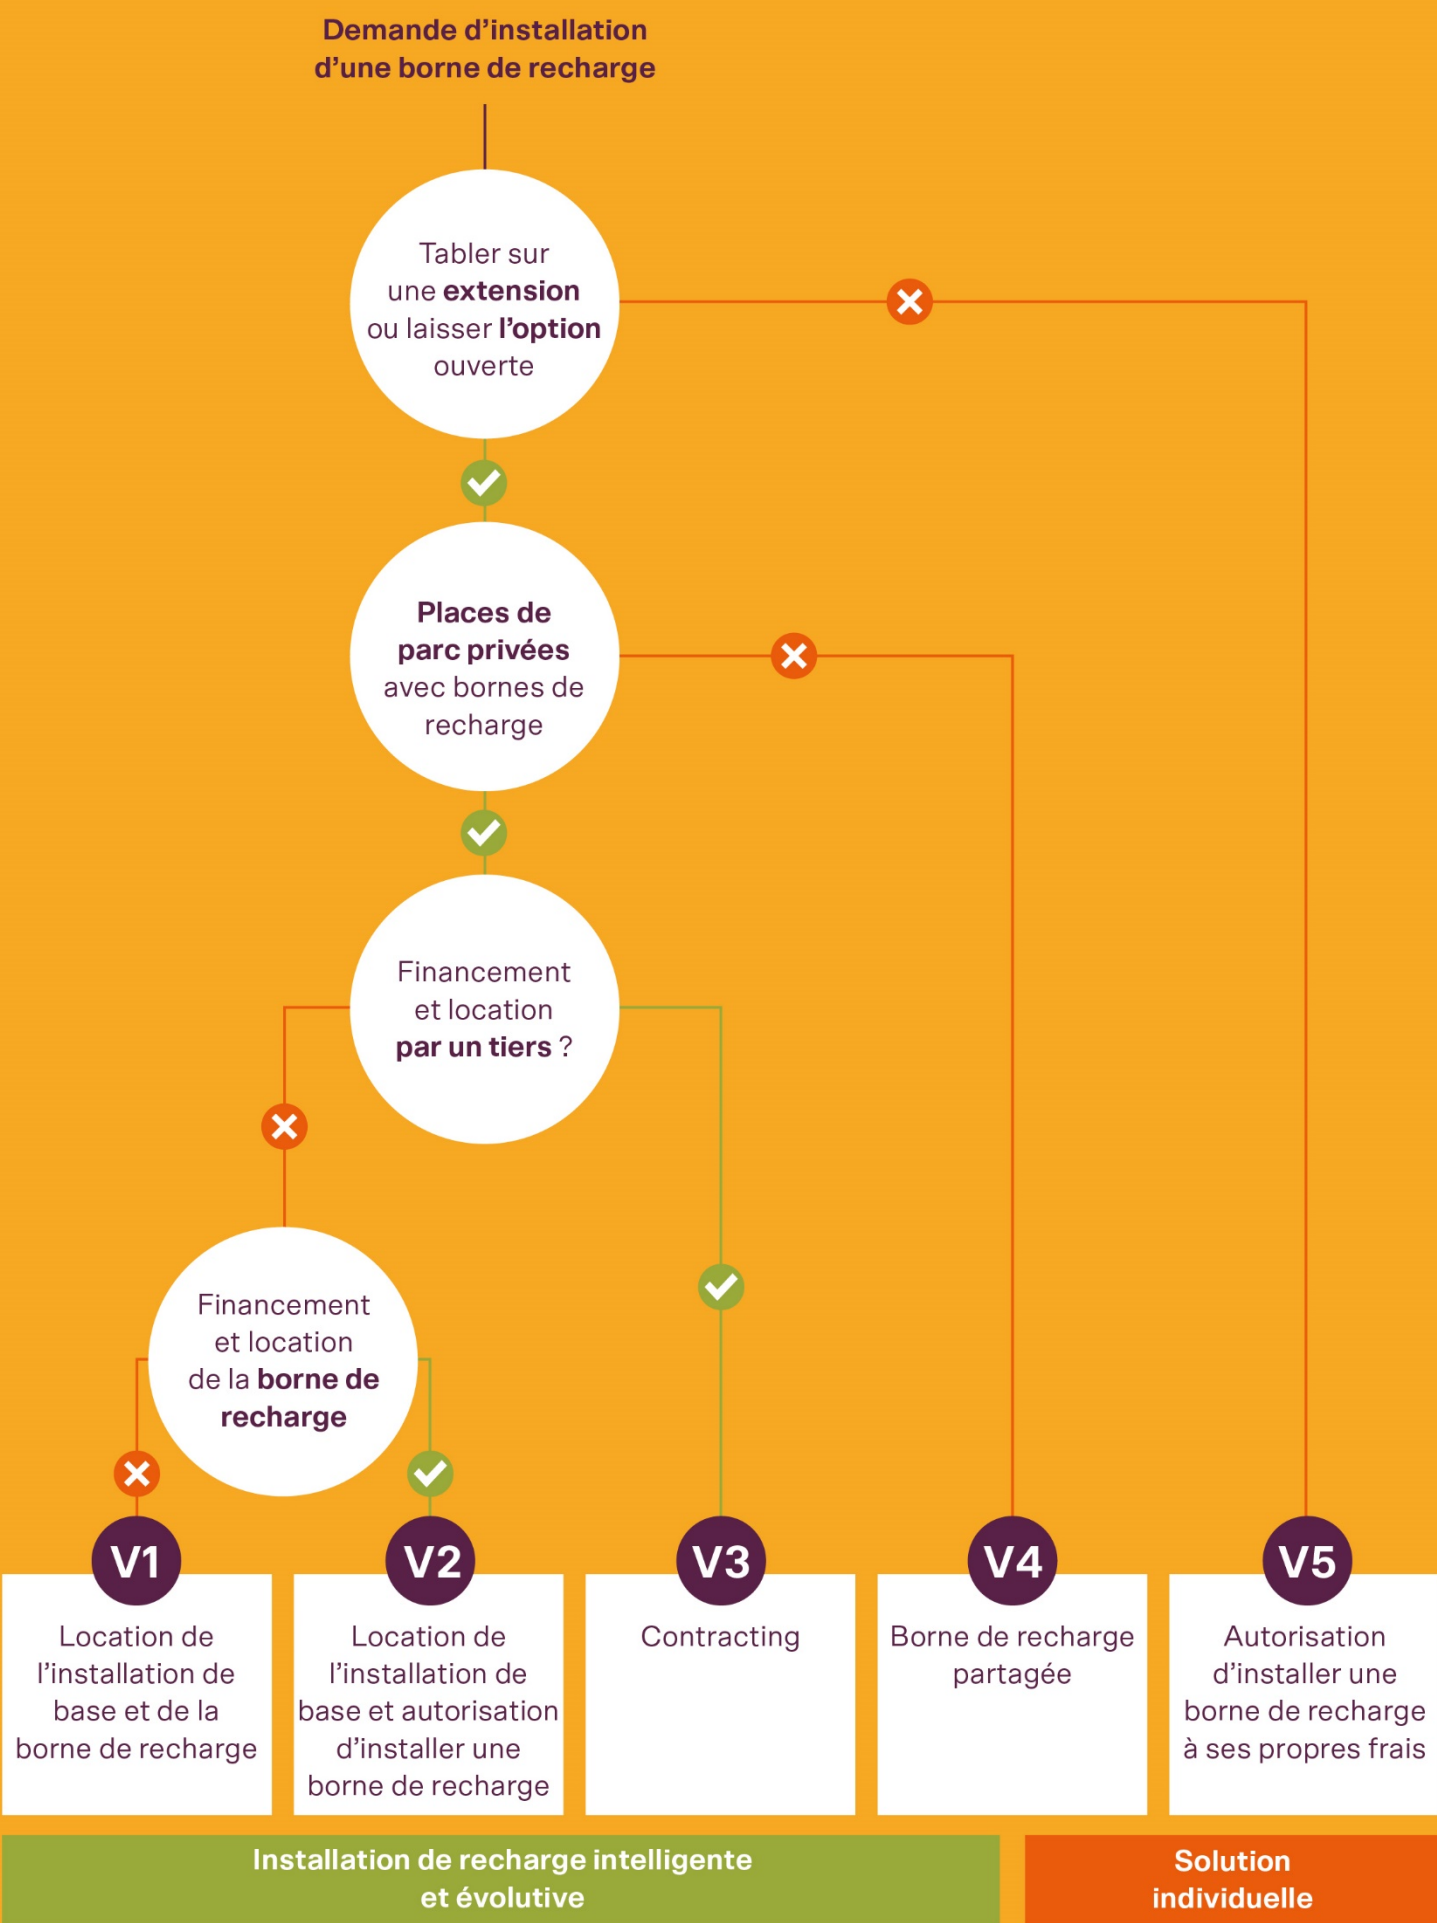 Demande d’installation
d’une borne de recharge
Tabler sur
une extension
ou laisser l’option
ouverte
Places de
parc privées
avec bornes de
recharge
Financement
et location
par un tiers ?
Financement
et location
de la borne de
recharge
V1
Location de
l’installation de
base et de la
borne de recharge
V2
Location de
l’installation de
base et autorisation
d’installer une
borne de recharge
V3
Contracting
V4
Borne de recharge
partagée
V5
Autorisation
d’installer une
borne de recharge
à ses propres frais
Installation de recharge intelligente
et évolutive
Solution
individuelle